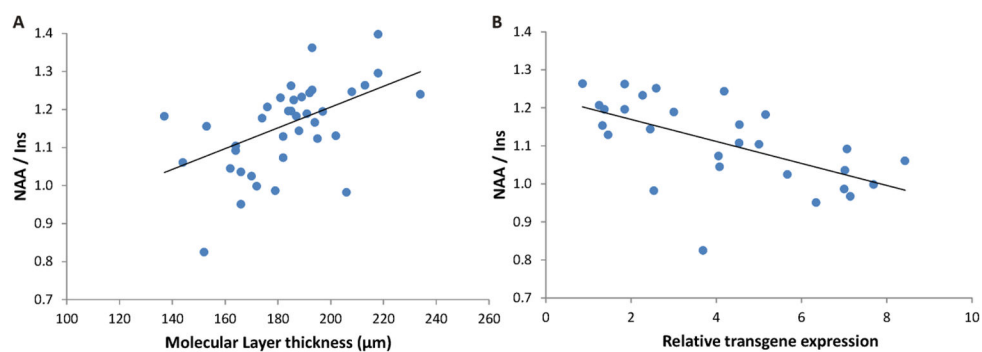 A
B
1.4
1.3
1.2
1.1
1.0
0.9
0.8
0.7
NAA / Ins
100 120 140 160 180 200 220 240 260
Molecular Layer thickness (µm)
1.4
1.3
1.2
1.1
1.0
0.9
0.8
0.7
NAA / Ins
0 2 4 6 8 10
Relative transgene expression